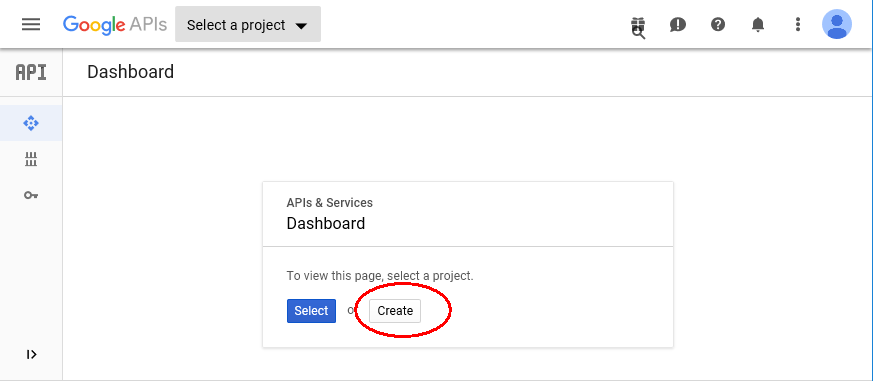 Google APIs Select a project
API Dashboard
APIs & Services
Dashboard
To view this page, select a project.
Select or Create